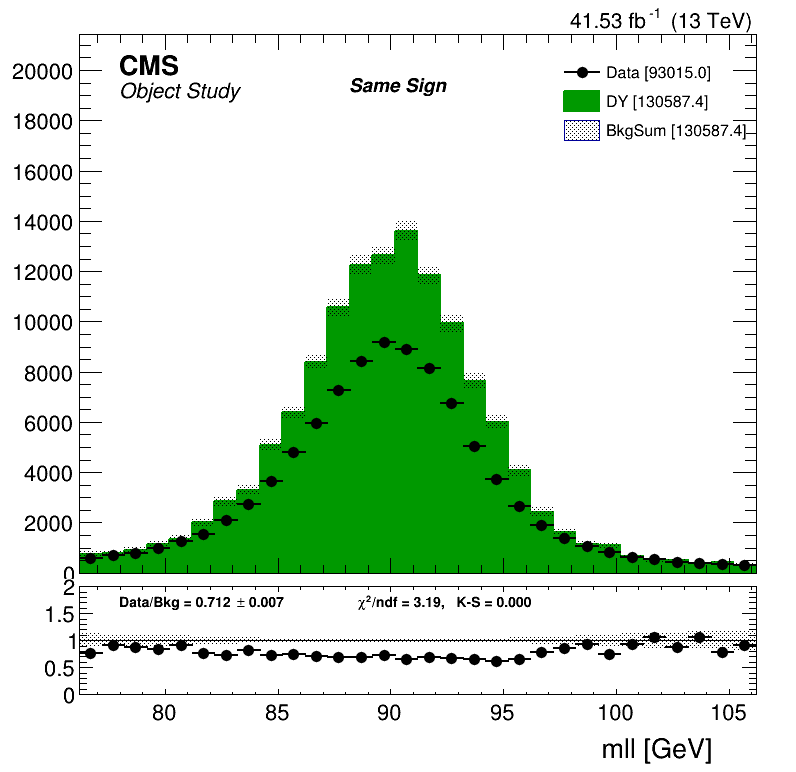 41.53 fb⁻¹ (13 TeV)
CMS
Object Study
Same Sign
Data [93015.0]
DY [130587.4]
BkgSum [130587.4]
20000
18000
16000
14000
12000
10000
8000
6000
4000
2000
0
Data/Bkg = 0.712 ± 0.007
χ²/ndf = 3.19, K-S = 0.000
2
1.5
1
0.5
0
80 85 90 95 100 105
mll [GeV]